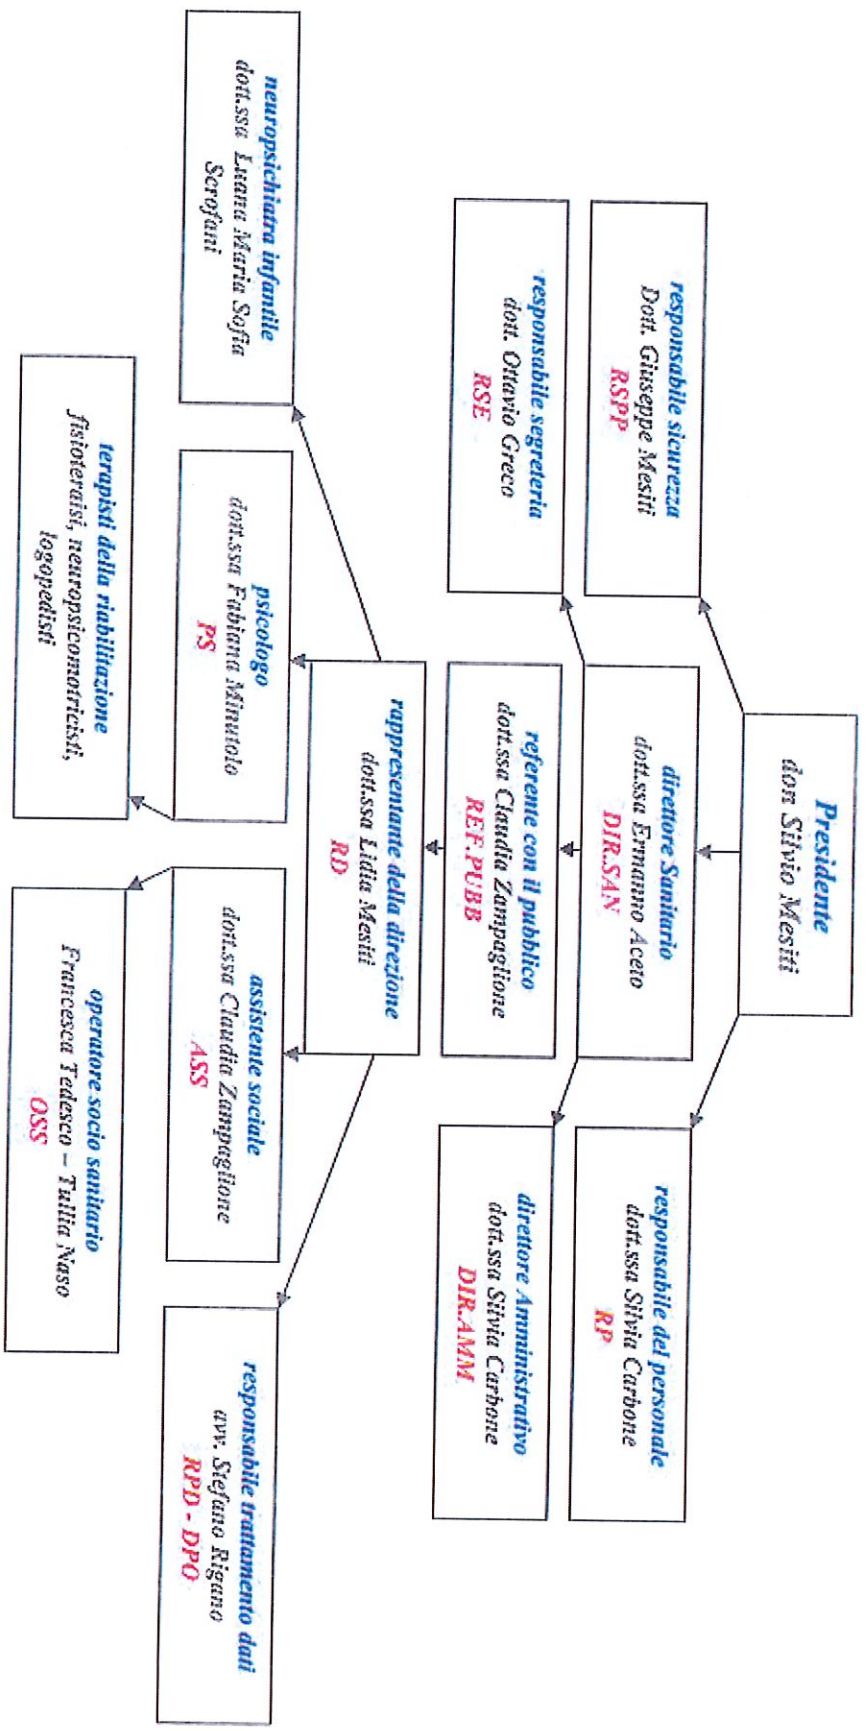 Presidente
don Silvio Mesiti
responsabile sicurezza
Dott. Giuseppe Mesiti
RSPP
direttore Sanitario
dott.ssa Ermanno Aceto
DIR.SAN
responsabile del personale
dott.ssa Silvia Carbone
RP
responsabile segreteria
dott. Ottavio Greco
RSE
referente con il pubblico
dott.ssa Claudia Zampaglione
REF.PUBB
direttore Amministrativo
dott.ssa Silvia Carbone
DIR.AMM
rappresentante della direzione
dott.ssa Lidia Mesiti
RD
neuropsichiatra infantile
dott.ssa Luana Maria Sofia
Scrofani
psicologo
dott.ssa Fabiana Minutolo
PS
assistente sociale
dott.ssa Claudia Zampaglione
ASS
responsabile trattamento dati
avv. Stefano Rigano
RPD - DPO
terapisti della riabilitazione
fisioteraisi, neuropsicomotricisti,
logopedisti
operatore socio sanitario
Francesca Tedesco – Tullia Naso
OSS